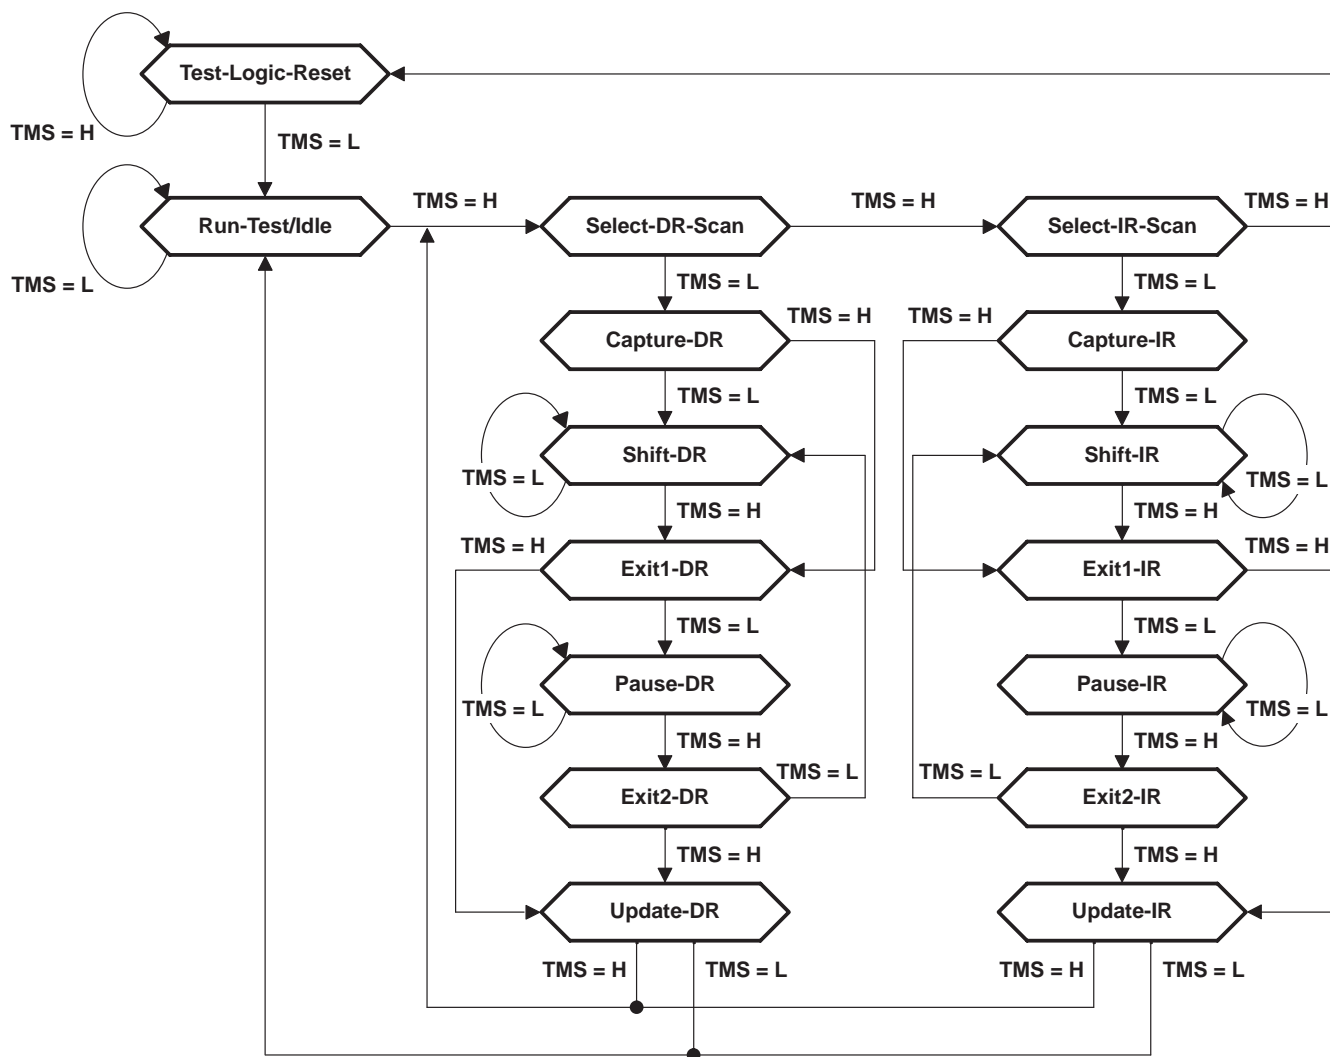 Test-Logic-Reset
TMS = H
TMS = L
TMS = H
TMS = H
TMS = H
Run-Test/Idle
Select-DR-Scan
Select-IR-Scan
TMS = L
TMS = L
TMS = L
TMS = H
TMS = H
Capture-DR
Capture-IR
TMS = L
TMS = L
Shift-DR
Shift-IR
TMS = L
TMS = L
TMS = H
TMS = H
TMS = H
TMS = H
Exit1-DR
Exit1-IR
TMS = L
TMS = L
Pause-DR
Pause-IR
TMS = L
TMS = L
TMS = H
TMS = H
TMS = L
TMS = L
Exit2-DR
Exit2-IR
TMS = H
TMS = H
Update-DR
Update-IR
TMS = H
TMS = L
TMS = H
TMS = L